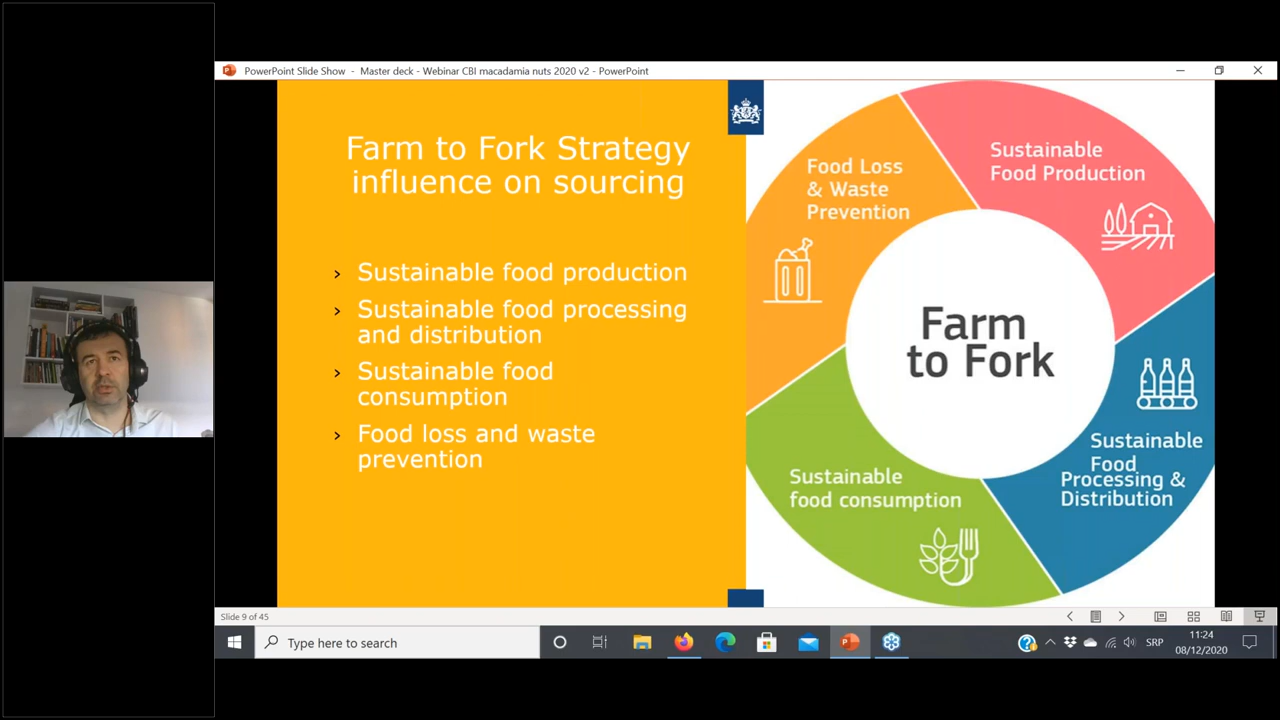 PowerPoint Slide Show - Master deck - Webinar CBI macadamia nuts 2020 v2 - PowerPoint
Farm to Fork Strategy
influence on sourcing
› Sustainable food production
› Sustainable food processing
and distribution
› Sustainable food
consumption
› Food loss and waste
prevention
Food Loss
& Waste
Prevention
Sustainable
Food Production
Farm
to Fork
Sustainable
Food
Processing &
Distribution
Sustainable
food consumption
Slide 9 of 45
Type here to search
SRP
11:24
08/12/2020